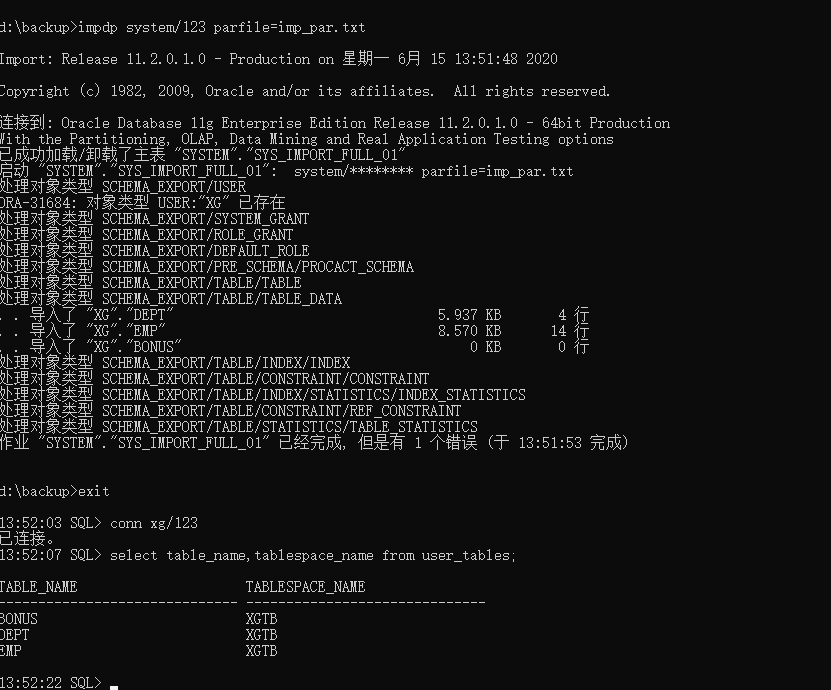 d:\backup>impdp system/123 parfile=imp_par.txt
Import: Release 11.2.0.1.0 - Production on 星期一 6月 15 13:51:48 2020
Copyright (c) 1982, 2009, Oracle and/or its affiliates.  All rights reserved.
连接到: Oracle Database 11g Enterprise Edition Release 11.2.0.1.0 - 64bit Production
With the Partitioning, OLAP, Data Mining and Real Application Testing options
已成功加载/卸载了主表 "SYSTEM"."SYS_IMPORT_FULL_01"
启动 "SYSTEM"."SYS_IMPORT_FULL_01":  system/******** parfile=imp_par.txt
处理对象类型 SCHEMA_EXPORT/USER
ORA-31684: 对象类型 USER:"XG" 已存在
处理对象类型 SCHEMA_EXPORT/SYSTEM_GRANT
处理对象类型 SCHEMA_EXPORT/ROLE_GRANT
处理对象类型 SCHEMA_EXPORT/DEFAULT_ROLE
处理对象类型 SCHEMA_EXPORT/PRE_SCHEMA/PROCACT_SCHEMA
处理对象类型 SCHEMA_EXPORT/TABLE/TABLE
处理对象类型 SCHEMA_EXPORT/TABLE/TABLE_DATA
. . 导入了 "XG"."DEPT" 5.937 KB 4 行
. . 导入了 "XG"."EMP" 8.570 KB 14 行
. . 导入了 "XG"."BONUS" 0 KB 0 行
处理对象类型 SCHEMA_EXPORT/TABLE/INDEX/INDEX
处理对象类型 SCHEMA_EXPORT/TABLE/CONSTRAINT/CONSTRAINT
处理对象类型 SCHEMA_EXPORT/TABLE/INDEX/STATISTICS/INDEX_STATISTICS
处理对象类型 SCHEMA_EXPORT/TABLE/CONSTRAINT/REF_CONSTRAINT
处理对象类型 SCHEMA_EXPORT/TABLE/STATISTICS/TABLE_STATISTICS
作业 "SYSTEM"."SYS_IMPORT_FULL_01" 已经完成, 但是有 1 个错误 (于 13:51:53 完成)
d:\backup>exit
13:52:03 SQL> conn xg/123
已连接。
13:52:07 SQL> select table_name,tablespace_name from user_tables;
TABLE_NAME TABLESPACE_NAME
------------------------------ ------------------------------
BONUS XGTB
DEPT XGTB
EMP XGTB
13:52:22 SQL>